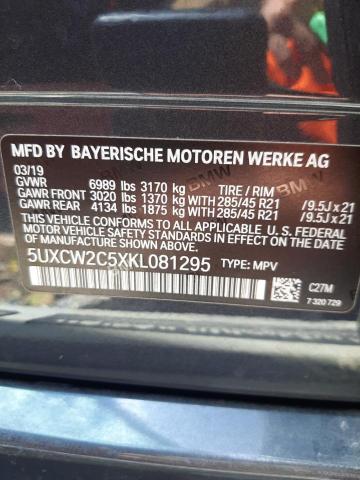 MFD BY BAYERISCHE MOTOREN WERKE AG
03/19
GVWR 6989 lbs 3170 kg TIRE / RIM
GAWR FRONT 3020 lbs 1370 kg WITH 285/45 R21 /9.5J x 21
GAWR REAR 4134 lbs 1875 kg WITH 285/45 R21 /9.5J x 21
THIS VEHICLE CONFORMS TO ALL APPLICABLE U.S. FEDERAL
MOTOR VEHICLE SAFETY STANDARDS IN EFFECT ON THE DATE
OF MANUFACTURE SHOWN ABOVE.
5UXCW2C5XKL081295 TYPE: MPV
C27M
7 320 729